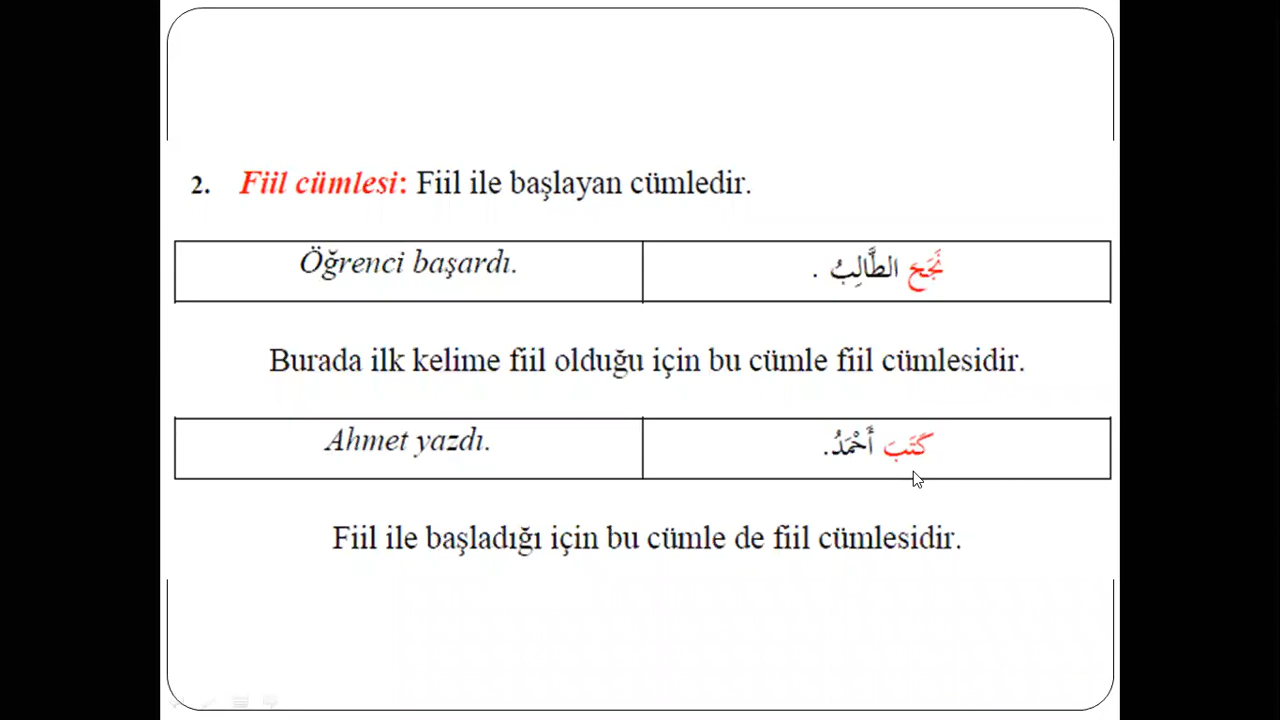 2. Fiil cümlesi: Fiil ile başlayan cümledir.
Öğrenci başardı. نَجَح الطَّالِبُ .
Burada ilk kelime fiil olduğu için bu cümle fiil cümlesidir.
Ahmet yazdı. كَتَبَ أَحْمَدُ.
Fiil ile başladığı için bu cümle de fiil cümlesidir.